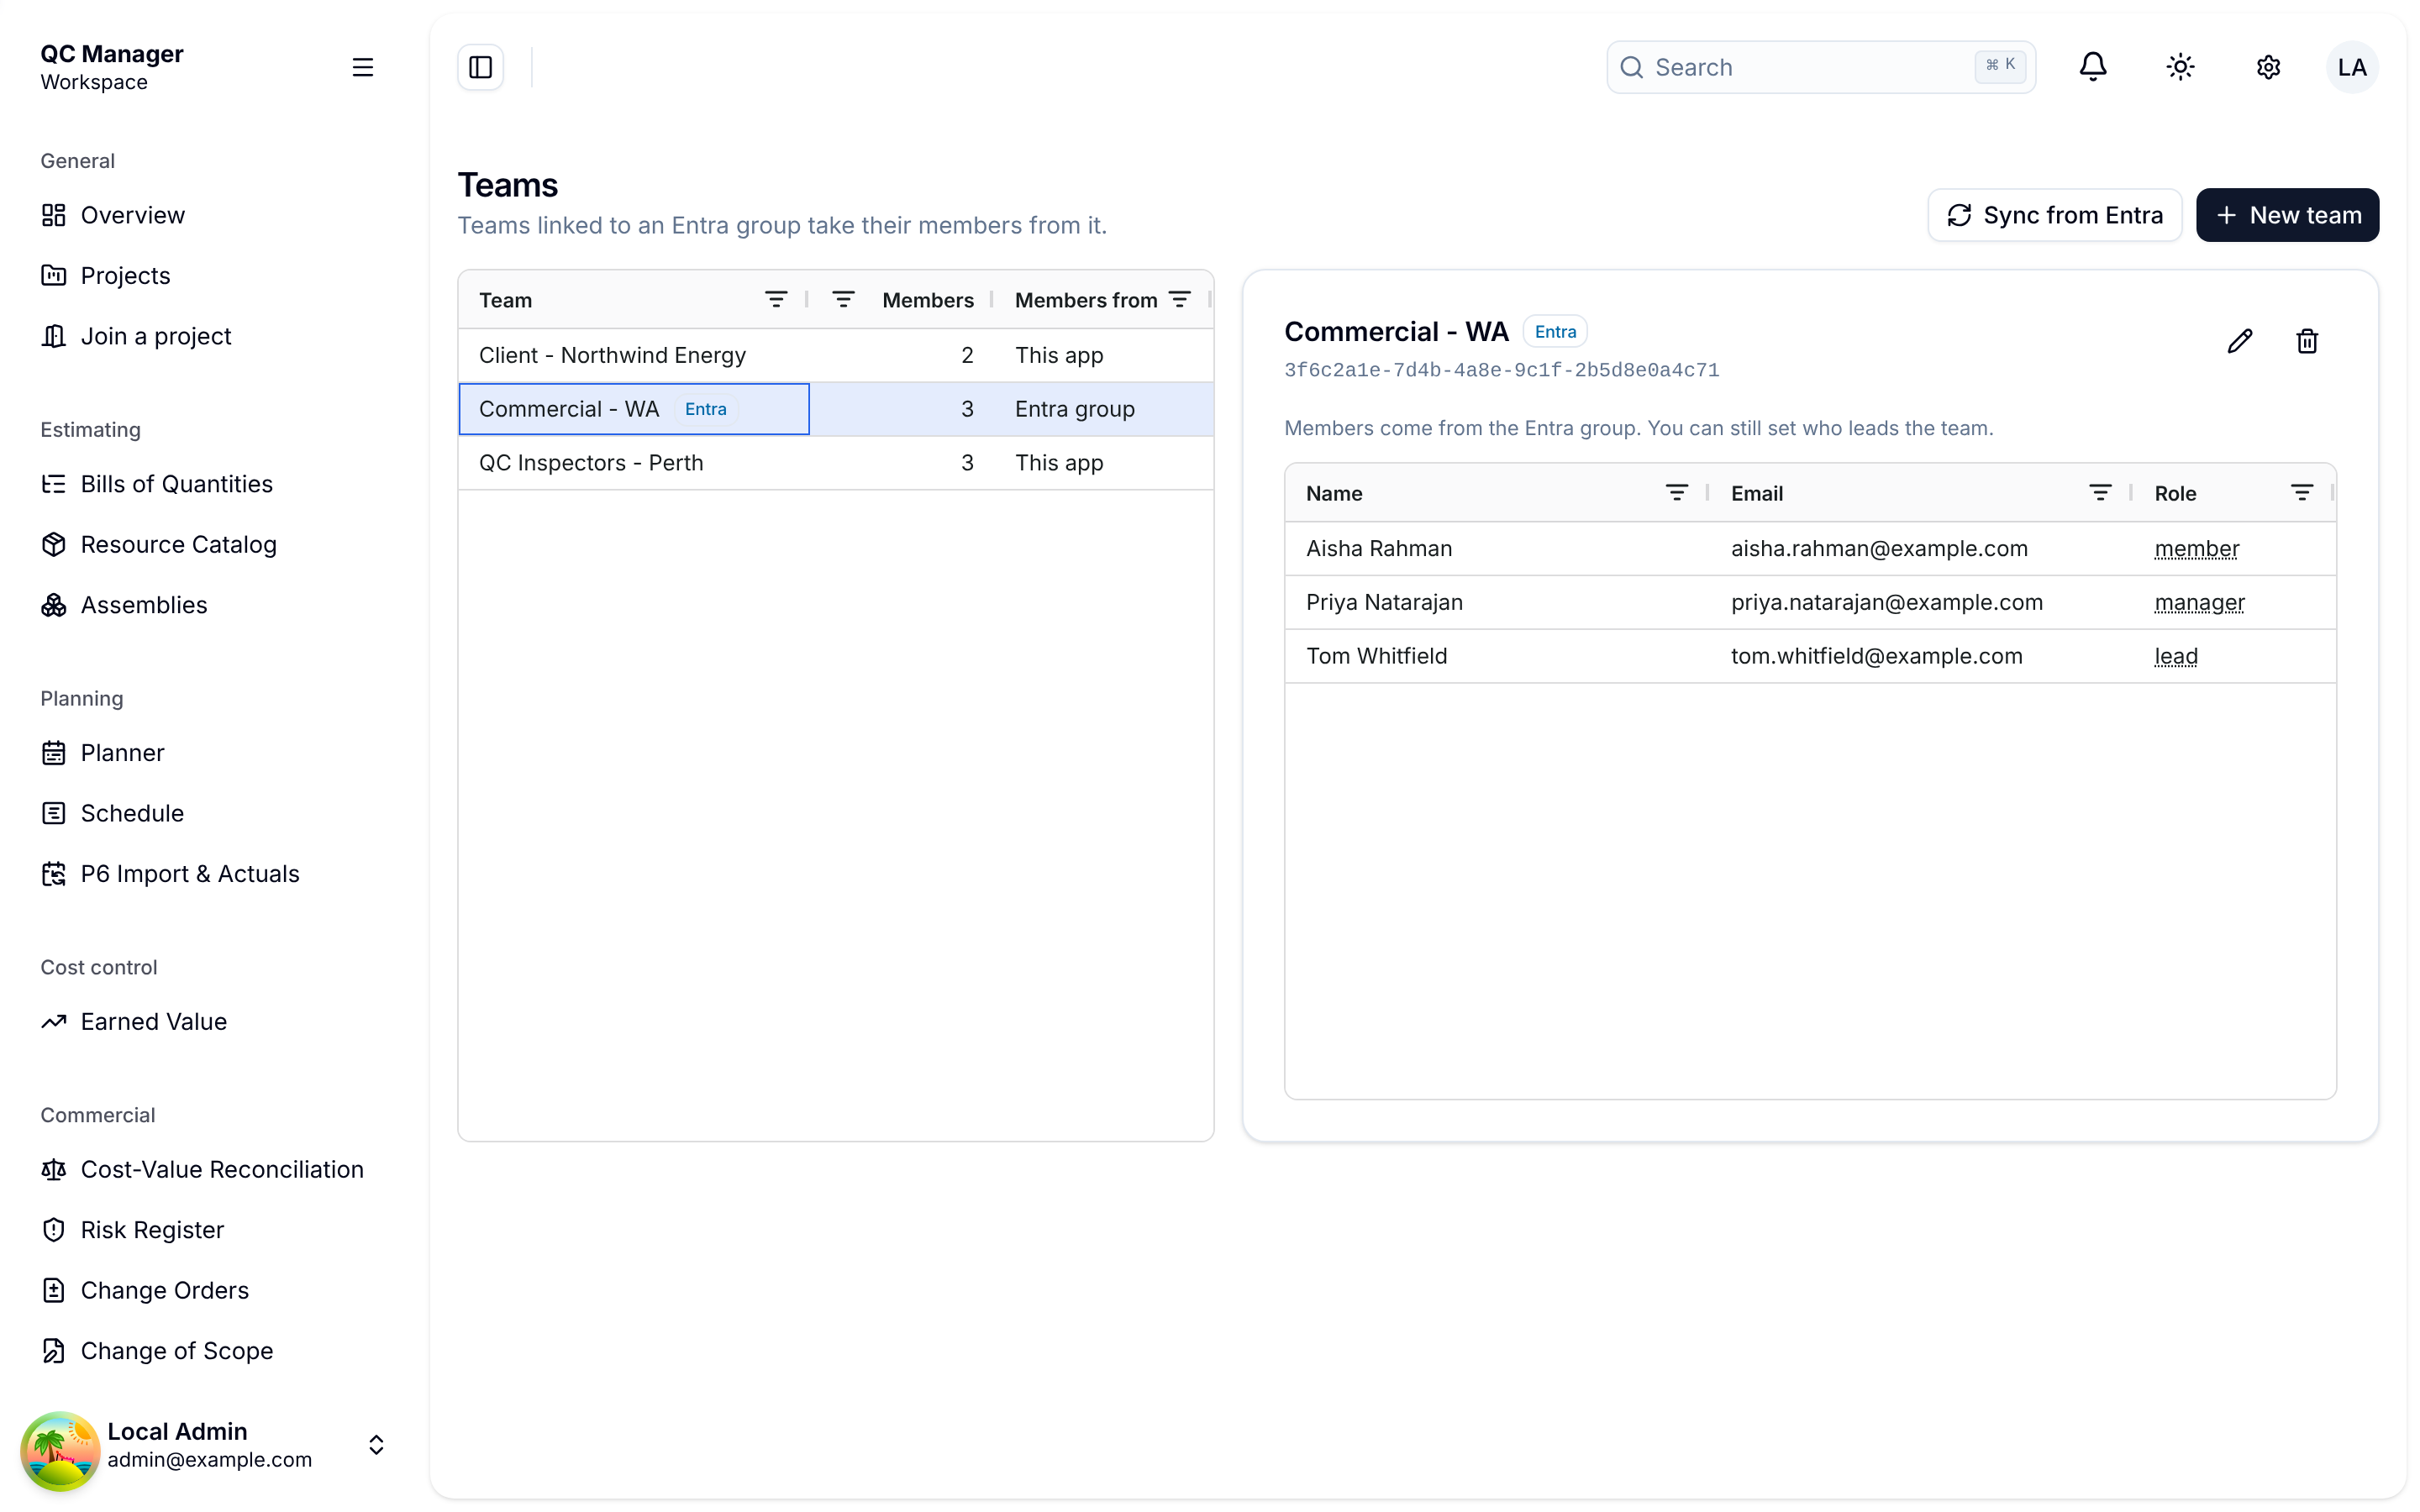 QC Manager
Workspace
General
Overview
Projects
Join a project
Estimating
Bills of Quantities
Resource Catalog
Assemblies
Planning
Planner
Schedule
P6 Import & Actuals
Cost control
Earned Value
Commercial
Cost-Value Reconciliation
Risk Register
Change Orders
Change of Scope
Local Admin
admin@example.com
Search ⌘ K
LA
Teams
Teams linked to an Entra group take their members from it.
Sync from Entra
New team
Team Members Members from
Client - Northwind Energy 2 This app
Commercial - WA Entra 3 Entra group
QC Inspectors - Perth 3 This app
Commercial - WA Entra
3f6c2a1e-7d4b-4a8e-9c1f-2b5d8e0a4c71
Members come from the Entra group. You can still set who leads the team.
Name Email Role
Aisha Rahman aisha.rahman@example.com member
Priya Natarajan priya.natarajan@example.com manager
Tom Whitfield tom.whitfield@example.com lead